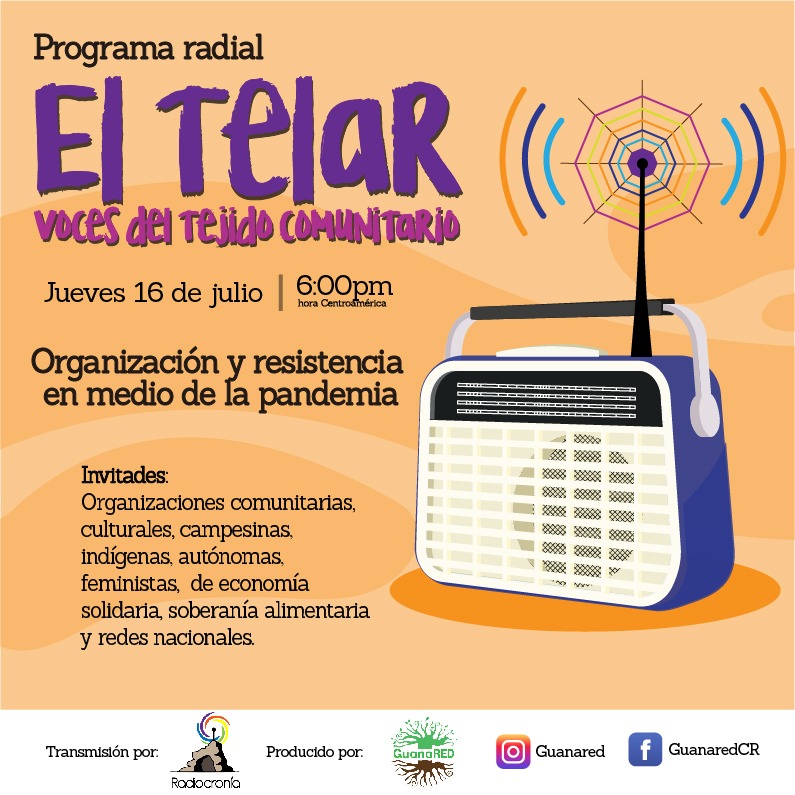 Programa radial
El Telar
voces del tejido comunitario
Jueves 16 de julio | 6:00pm
hora Centroamérica
Organización y resistencia
en medio de la pandemia
Invitades:
Organizaciones comunitarias,
culturales, campesinas,
indígenas, autónomas,
feministas, de economía
solidaria, soberanía alimentaria
y redes nacionales.
Transmisión por:
Radiocronía
Producido por:
GuanaRED
Guanared
GuanaredCR